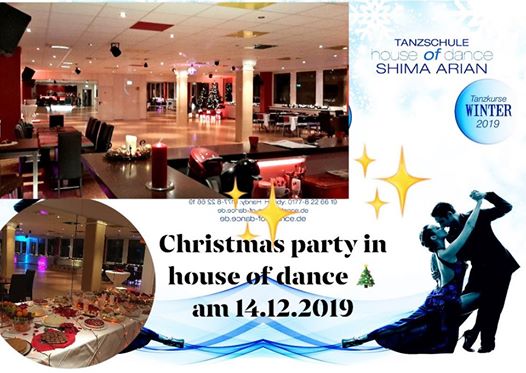 TANZSCHULE
house of dance
SHIMA ARIAN
Tanzkurse
WINTER
2019
Christmas party in
house of dance 🎄
am 14.12.2019